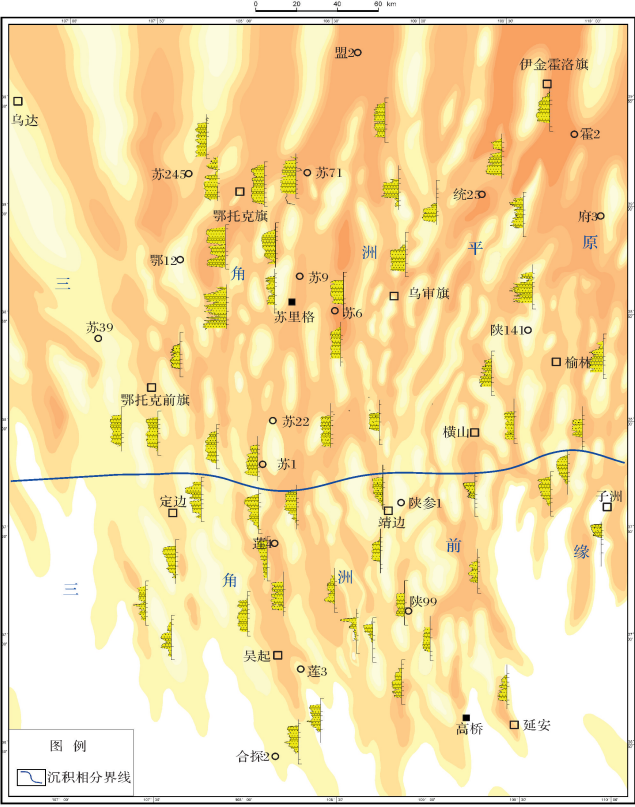 0 20 40 60 km
盟2
伊金霍洛旗
乌达
霍2
苏245
苏71
统25
鄂托克旗
府3
三 角 洲 平 原
鄂12
苏9
乌审旗
苏里格
苏6
苏39
陕141
榆林
鄂托克前旗
苏22
横山
苏1
定边
陕参1
子洲
靖边
三 角 洲 前 缘
陕99
吴起
莲3
高桥
延安
合探2
图 例
沉积相分界线